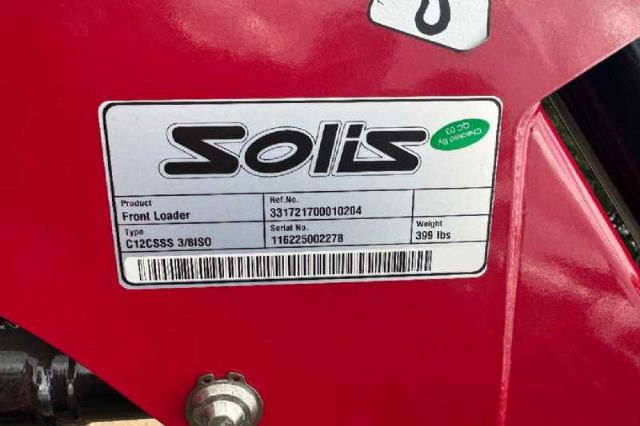 Solis
Checked By
QC 03
Product
Front Loader
Ref.No.
331721700010204
Type
C12CSSS 3/8ISO
Serial No.
116225002278
Weight
399 lbs